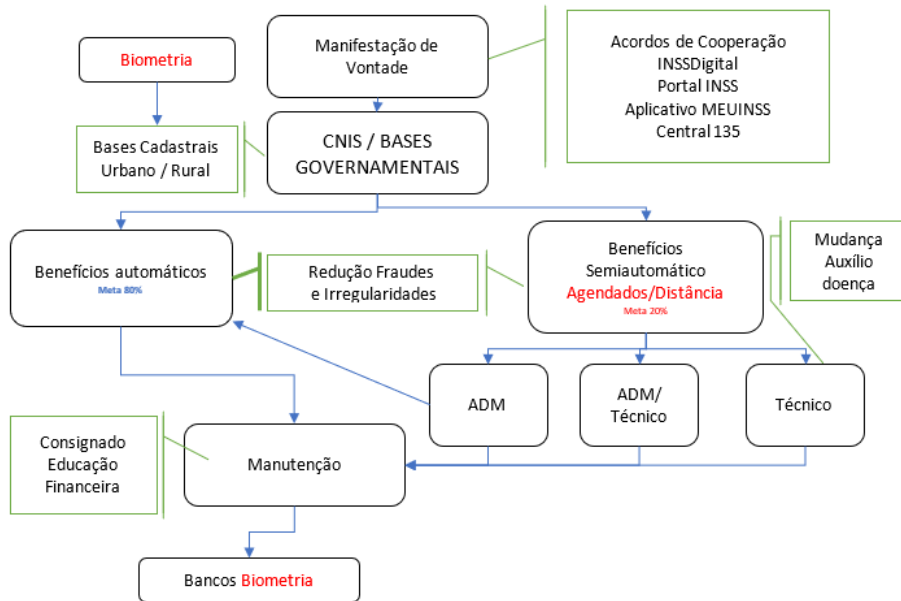 Biometria
Manifestação de
Vontade
Acordos de Cooperação
INSSDigital
Portal INSS
Aplicativo MEUINSS
Central 135
Bases Cadastrais
Urbano / Rural
CNIS / BASES
GOVERNAMENTAIS
Benefícios automáticos
Meta 80%
Redução Fraudes
e Irregularidades
Benefícios
Semiautomático
Agendados/Distância
Meta 20%
Mudança
Auxílio
doença
ADM
ADM/
Técnico
Técnico
Consignado
Educação
Financeira
Manutenção
Bancos Biometria